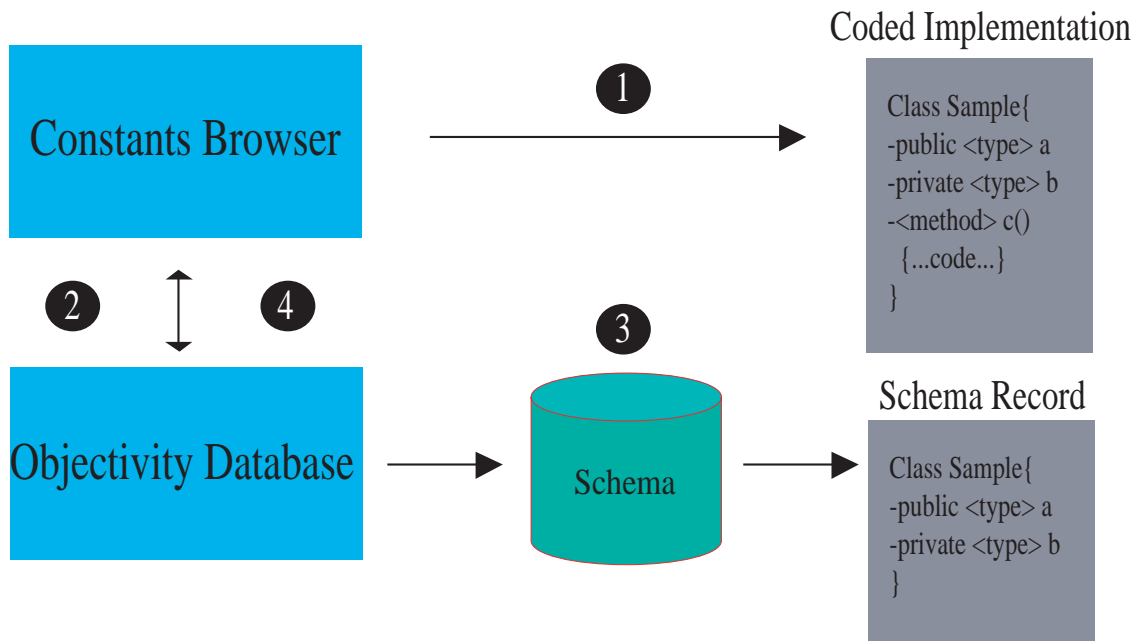 Coded Implementation
Constants Browser
1
Class Sample{
-public <type> a
-private <type> b
-<method> c()
{...code...}
}
2
4
3
Objectivity Database
Schema
Schema Record
Class Sample{
-public <type> a
-private <type> b
}